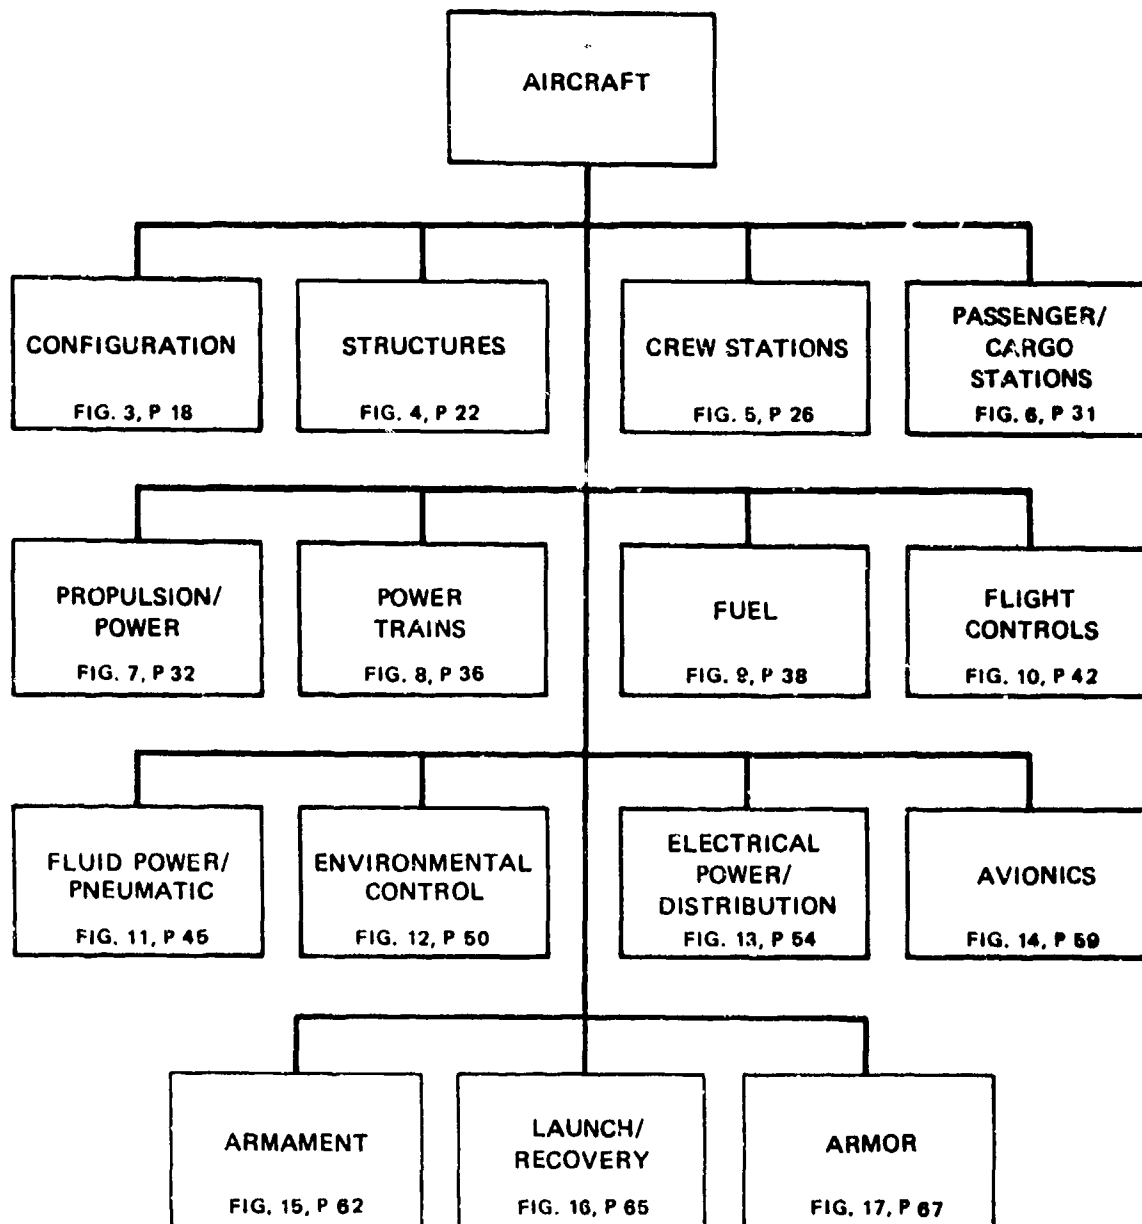 AIRCRAFT
CONFIGURATION
FIG. 3, P 18
STRUCTURES
FIG. 4, P 22
CREW STATIONS
FIG. 5, P 26
PASSENGER/
CARGO
STATIONS
FIG. 6, P 31
PROPULSION/
POWER
FIG. 7, P 32
POWER
TRAINS
FIG. 8, P 36
FUEL
FIG. 9, P 38
FLIGHT
CONTROLS
FIG. 10, P 42
FLUID POWER/
PNEUMATIC
FIG. 11, P 45
ENVIRONMENTAL
CONTROL
FIG. 12, P 50
ELECTRICAL
POWER/
DISTRIBUTION
FIG. 13, P 54
AVIONICS
FIG. 14, P 59
ARMAMENT
FIG. 15, P 62
LAUNCH/
RECOVERY
FIG. 16, P 65
ARMOR
FIG. 17, P 67